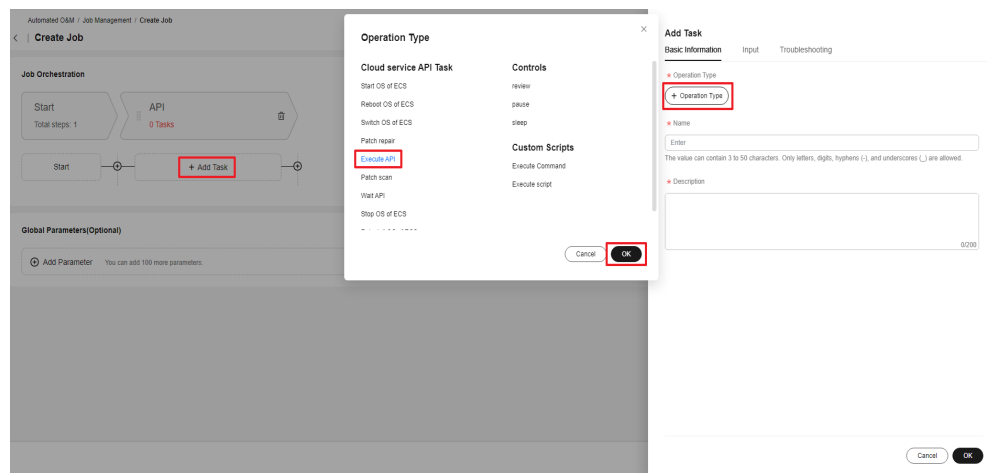 Automated O&M / Job Management / Create Job
Create Job
Job Orchestration
Start
Total steps: 1
API
0 Tasks
Start
+ Add Task
Global Parameters(Optional)
Add Parameter You can add 100 more parameters.
Operation Type
Cloud service API Task
Start OS of ECS
Reboot OS of ECS
Switch OS of ECS
Patch repair
Execute API
Patch scan
Wait API
Stop OS of ECS
Controls
review
pause
sleep
Custom Scripts
Execute Command
Execute script
Cancel
OK
Add Task
Basic Information Input Troubleshooting
* Operation Type
+ Operation Type
* Name
Enter
The value can contain 3 to 50 characters. Only letters, digits, hyphens (-), and underscores (_) are allowed.
* Description
0/200
Cancel
OK